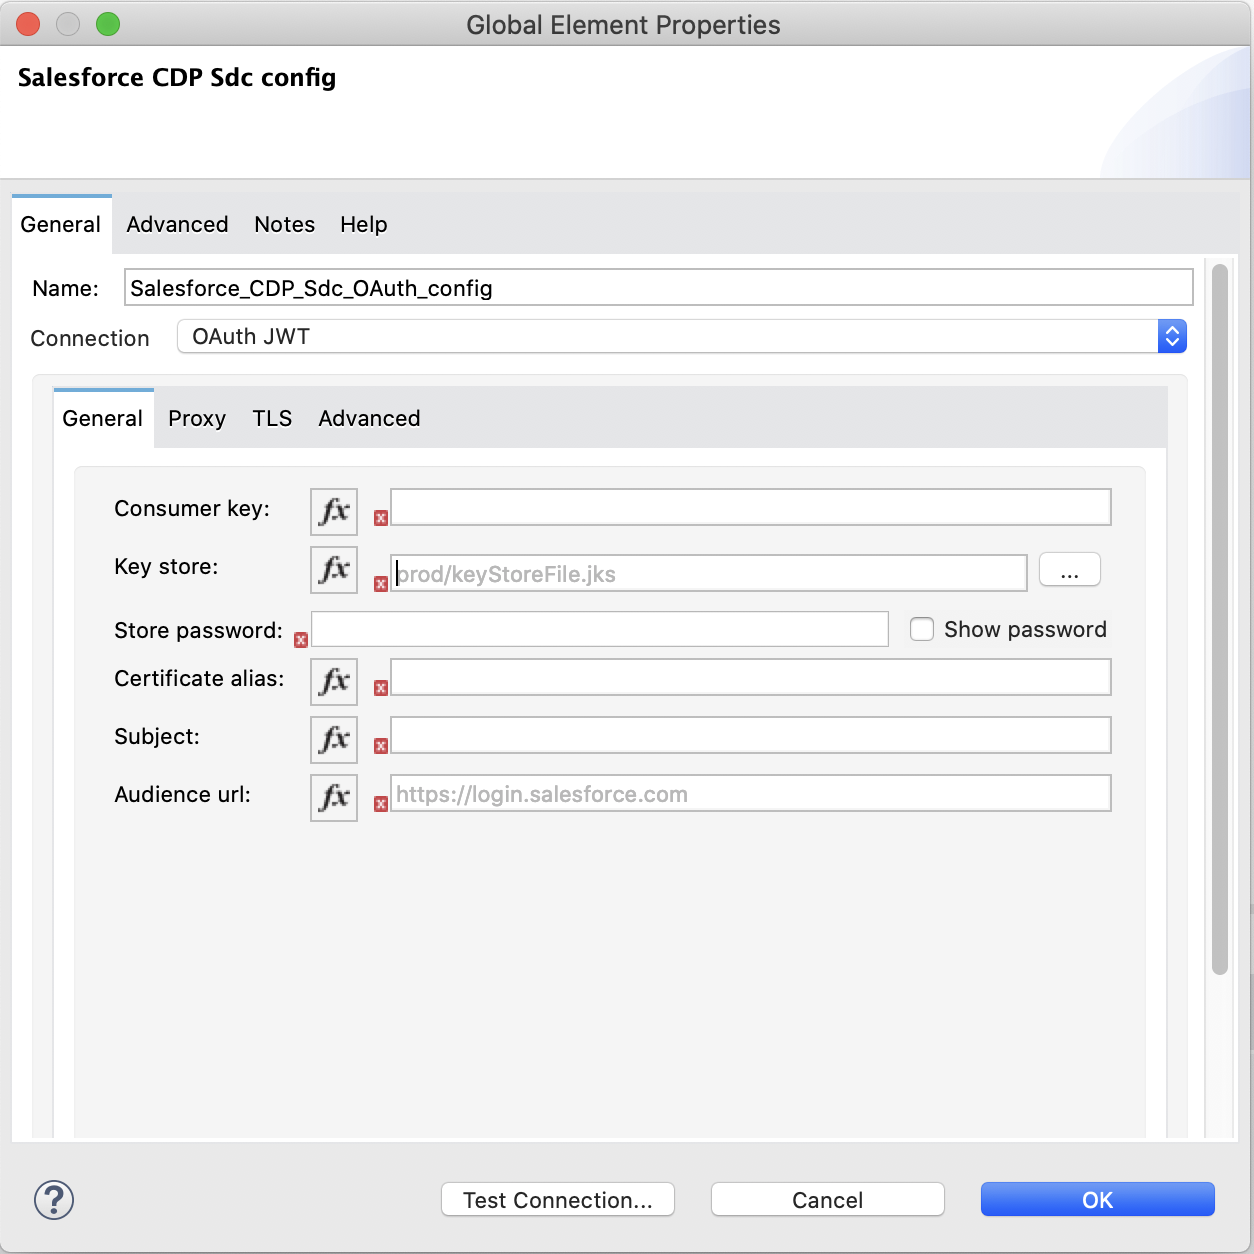 Global Element Properties
Salesforce CDP Sdc config
General Advanced Notes Help
Name: Salesforce_CDP_Sdc_OAuth_config
Connection OAuth JWT
General Proxy TLS Advanced
Consumer key: fx
Key store: fx prod/keyStoreFile.jks ...
Store password: Show password
Certificate alias: fx
Subject: fx
Audience url: fx https://login.salesforce.com
? Test Connection... Cancel OK